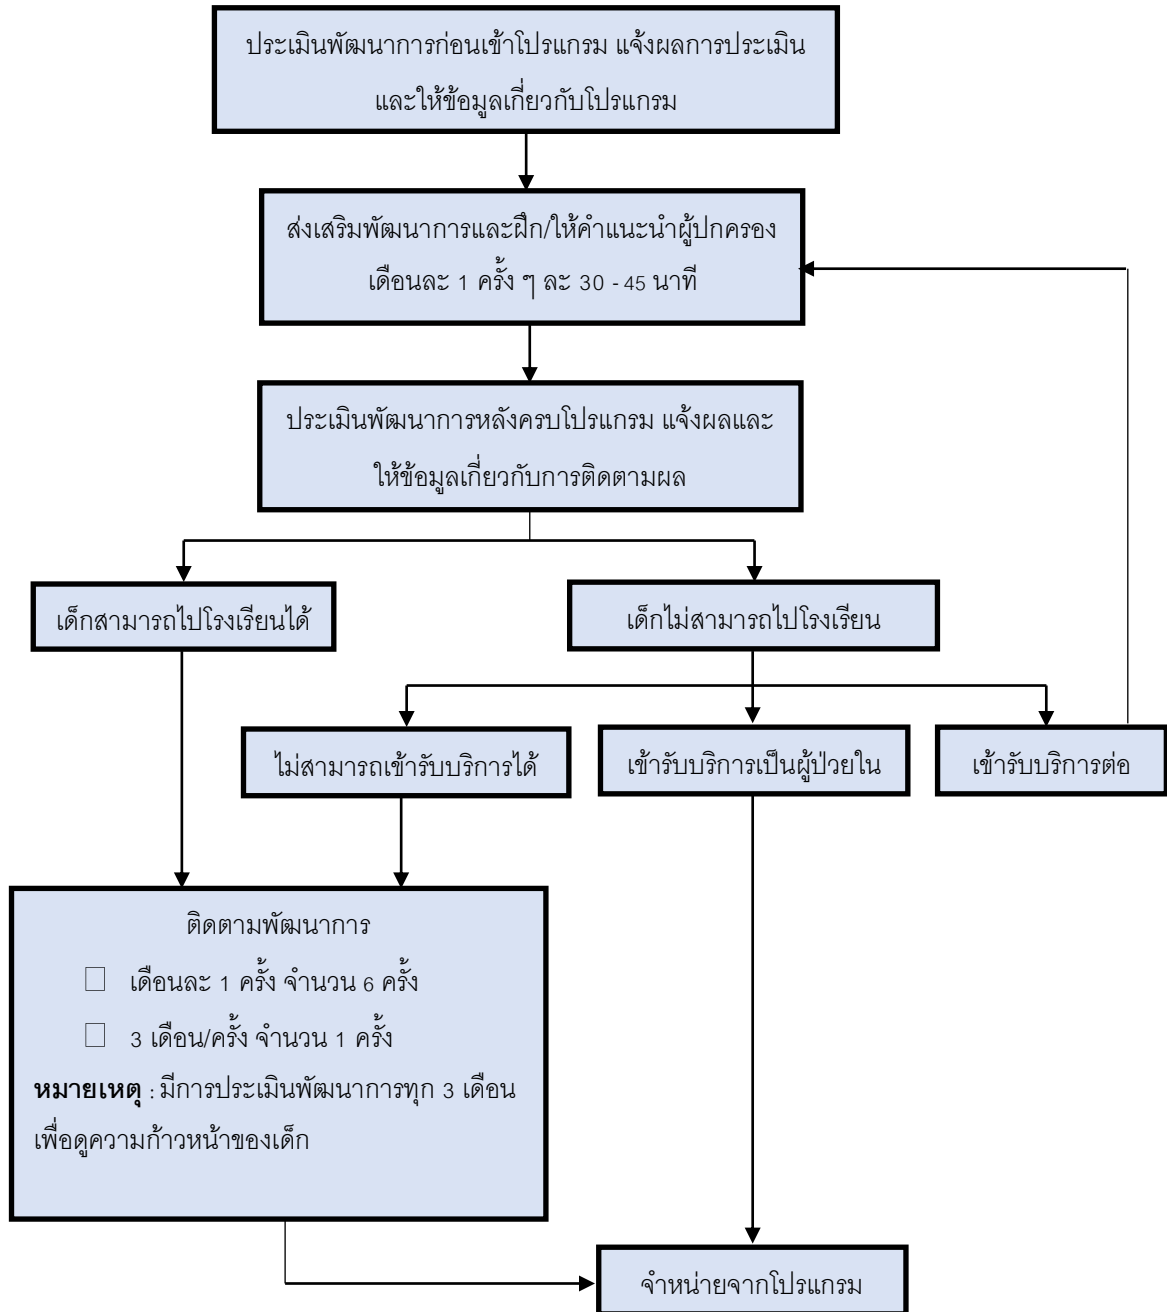 ประเมินพัฒนาการก่อนเข้าโปรแกรม แจ้งผลการประเมิน
และให้ข้อมูลเกี่ยวกับโปรแกรม
ส่งเสริมพัฒนาการและฝึก/ให้คำแนะนำผู้ปกครอง
เดือนละ 1 ครั้ง ๆ ละ 30 - 45 นาที
ประเมินพัฒนาการหลังครบโปรแกรม แจ้งผลและ
ให้ข้อมูลเกี่ยวกับการติดตามผล
เด็กสามารถไปโรงเรียนได้
เด็กไม่สามารถไปโรงเรียน
ไม่สามารถเข้ารับบริการได้
เข้ารับบริการเป็นผู้ป่วยใน
เข้ารับบริการต่อ
ติดตามพัฒนาการ
☐ เดือนละ 1 ครั้ง จำนวน 6 ครั้ง
☐ 3 เดือน/ครั้ง จำนวน 1 ครั้ง
หมายเหตุ : มีการประเมินพัฒนาการทุก 3 เดือน
เพื่อดูความก้าวหน้าของเด็ก
จำหน่ายจากโปรแกรม